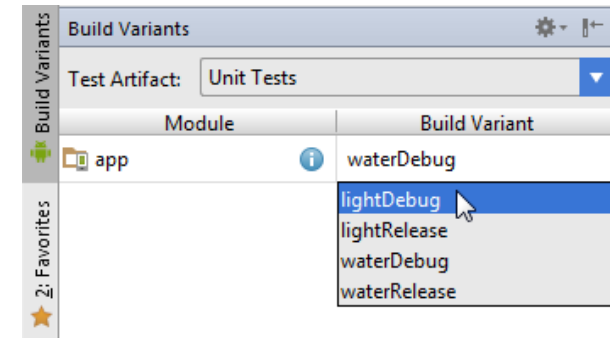 Build Variants
Build Variants
Test Artifact: Unit Tests
Module Build Variant
app waterDebug
lightDebug
lightRelease
waterDebug
waterRelease
2: Favorites